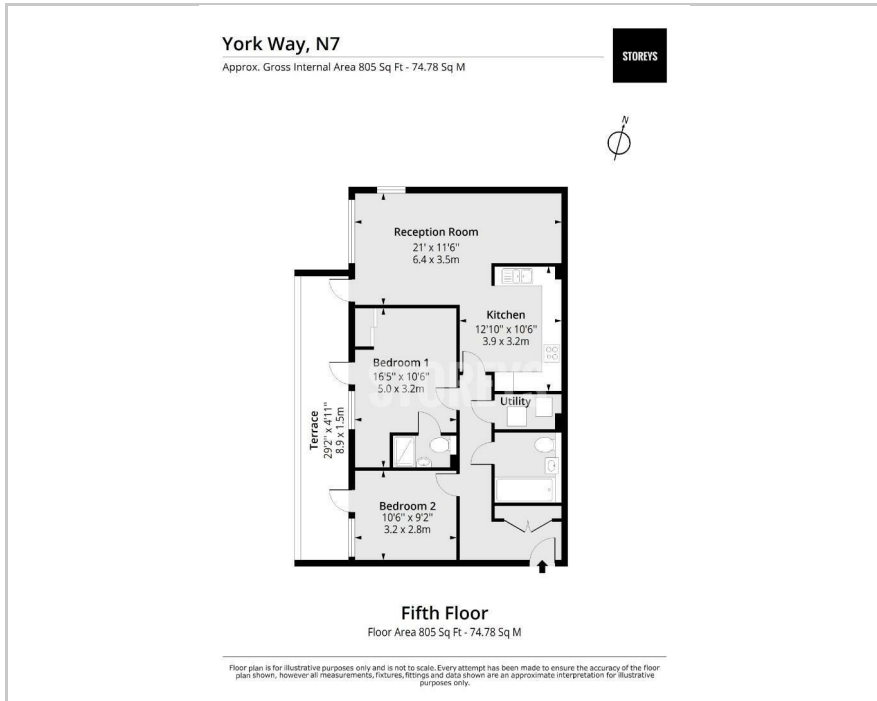 York Way, N7
Approx. Gross Internal Area 805 Sq Ft - 74.78 Sq M
STOREYS
N
Reception Room
21' x 11'6"
6.4 x 3.5m
Kitchen
12'10" x 10'6"
3.9 x 3.2m
Bedroom 1
16'5" x 10'6"
5.0 x 3.2m
STOREYS
Utility
Terrace
29'2" x 4'11"
8.9 x 1.5m
Bedroom 2
10'6" x 9'2"
3.2 x 2.8m
Fifth Floor
Floor Area 805 Sq Ft - 74.78 Sq M
Floor plan is for illustrative purposes only and is not to scale. Every attempt has been made to ensure the accuracy of the floor
plan shown, however all measurements, fixtures, fittings and data shown are an approximate interpretation for illustrative
purposes only.